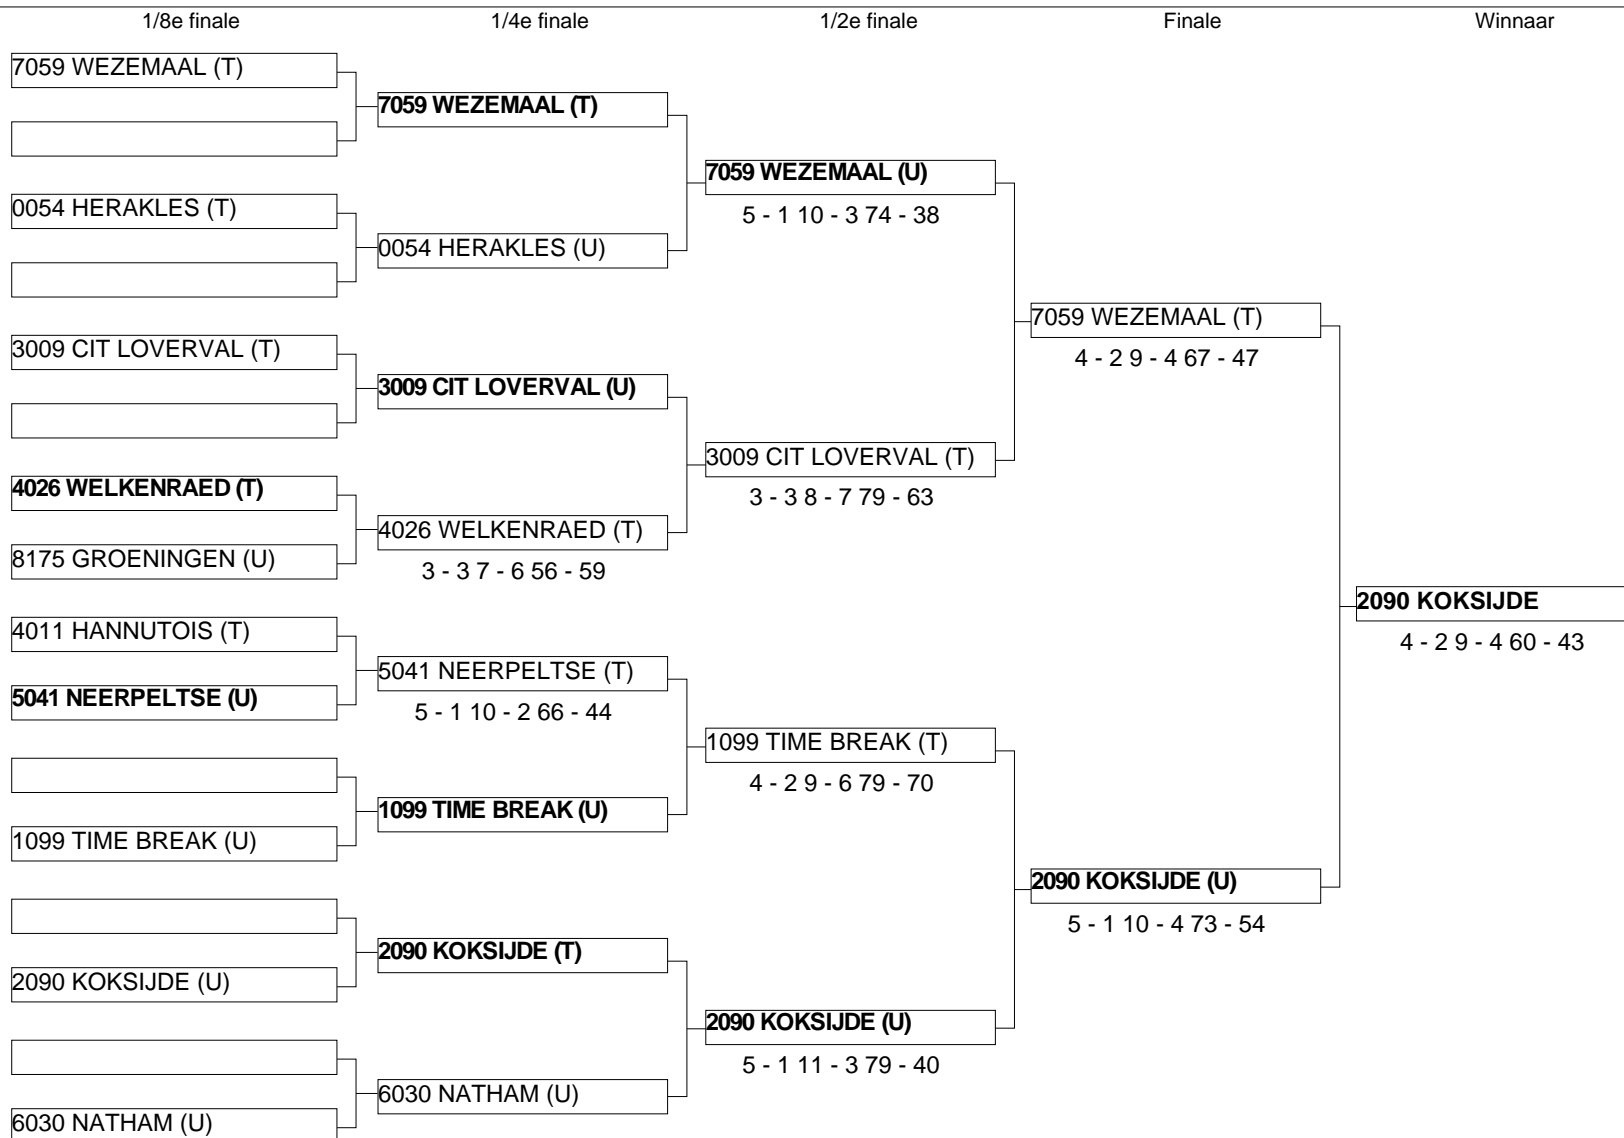 1/8e finale
1/4e finale
1/2e finale
Finale
Winnaar
7059 WEZEMAAL (T)
0054 HERAKLES (T)
3009 CIT LOVERVAL (T)
4026 WELKENRAED (T)
8175 GROENINGEN (U)
4011 HANNUTOIS (T)
5041 NEERPELTSE (U)
1099 TIME BREAK (U)
2090 KOKSIJDE (U)
6030 NATHAM (U)
7059 WEZEMAAL (T)
0054 HERAKLES (U)
3009 CIT LOVERVAL (U)
4026 WELKENRAED (T)
3 - 3 7 - 6 56 - 59
5041 NEERPELTSE (T)
5 - 1 10 - 2 66 - 44
1099 TIME BREAK (U)
2090 KOKSIJDE (T)
6030 NATHAM (U)
7059 WEZEMAAL (U)
5 - 1 10 - 3 74 - 38
3009 CIT LOVERVAL (T)
3 - 3 8 - 7 79 - 63
1099 TIME BREAK (T)
4 - 2 9 - 6 79 - 70
2090 KOKSIJDE (U)
5 - 1 11 - 3 79 - 40
7059 WEZEMAAL (T)
4 - 2 9 - 4 67 - 47
2090 KOKSIJDE (U)
5 - 1 10 - 4 73 - 54
2090 KOKSIJDE
4 - 2 9 - 4 60 - 43